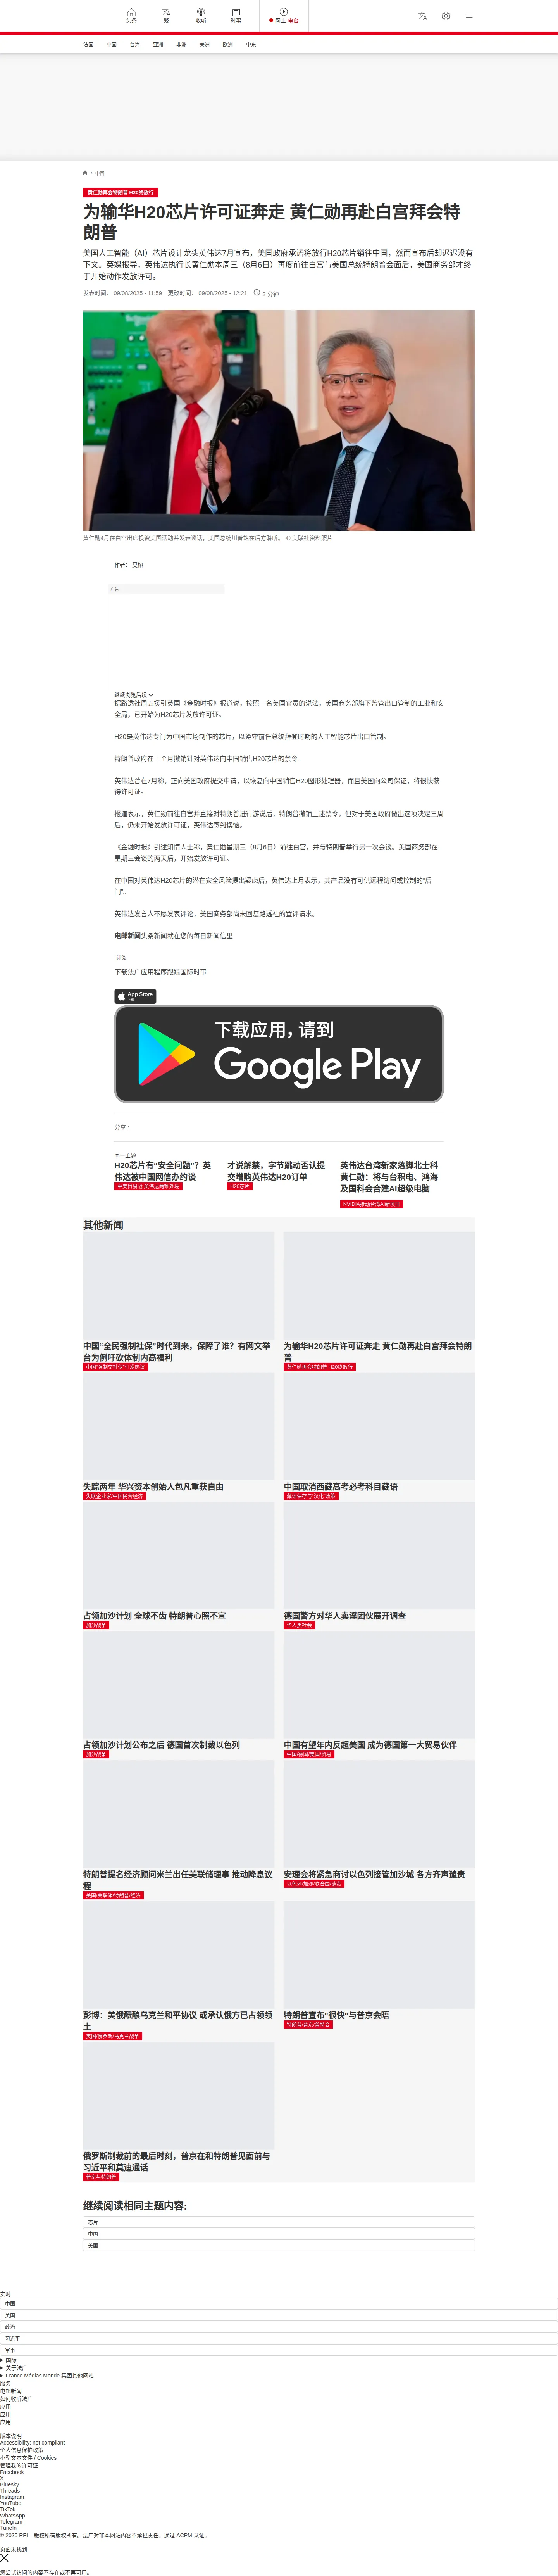 头条
繁
收听
时事
网上 电台
法國
中国
台海
亚洲
非洲
美洲
欧洲
中东
/ 法國
黄仁勋再会特朗普 H20终放行
为输华H20芯片许可证奔走 黄仁勋再赴白宫拜会特
朗普
美国人工智能（AI）芯片设计龙头英伟达7月宣布，美国政府承诺将放行H20芯片销往中国，然而宣布后却迟迟没有
下文。英媒报导，英伟达执行长黄仁勋本周三（8月6日）再度前往白宫与美国总统特朗普会面后，美国商务部才终
于开始动作发放许可。
发表时间： 09/08/2025 - 11:59 更改时间： 09/08/2025 - 12:21 3 分钟
黄仁勋4月在白宫出席投资美国活动并发表谈话，美国总统川普站在后方聆听。 © 美联社资料照片
作者： 夏榕
广告
继续浏览后续
据路透社周五援引英国《金融时报》报道说，按照一名美国官员的说法，美国商务部旗下监管出口管制的工业和安
全局，已开始为H20芯片发放许可证。
H20是英伟达专门为中国市场制作的芯片，以遵守前任总统拜登时期的人工智能芯片出口管制。
特朗普政府在上个月撤销针对英伟达向中国销售H20芯片的禁令。
英伟达曾在7月称，正向美国政府提交申请，以恢复向中国销售H20图形处理器，而且美国向公司保证，将很快获
得许可证。
报道表示，黄仁勋前往白宫并直接对特朗普进行游说后，特朗普撤销上述禁令，但对于美国政府做出这项决定三周
后，仍未开始发放许可证，英伟达感到懊恼。
《金融时报》引述知情人士称，黄仁勋星期三（8月6日）前往白宫，并与特朗普举行另一次会谈。美国商务部在
星期三会谈的两天后，开始发放许可证。
在中国对英伟达H20芯片的潜在安全风险提出疑虑后，英伟达上月表示，其产品没有可供远程访问或控制的“后
门”。
英伟达发言人不愿发表评论，美国商务部尚未回复路透社的置评请求。
电邮新闻头条新闻就在您的每日新闻信里
订阅
下载法广应用程序跟踪国际时事
App Store
下载
下载应用，请到
Google Play
分享 :
同一主题
H20芯片有“安全问题”？英
伟达被中国网信办约谈
中美贸易战 英伟达两难处境
才说解禁，字节跳动否认提
交增购英伟达H20订单
H20芯片
英伟达台湾新家落脚北士科
黄仁勋：将与台积电、鸿海
及国科会合建AI超级电脑
NVIDIA推动台湾AI新项目
其他新闻
中国“全民强制社保”时代到来，保障了谁？有网文举
台为例吁砍体制内高福利
中国“强制交社保”引发热议
为输华H20芯片许可证奔走 黄仁勋再赴白宫拜会特朗
普
黄仁勋再会特朗普 H20终放行
失踪两年 华兴资本创始人包凡重获自由
失联企业家/中国民营经济
中国取消西藏高考必考科目藏语
藏语保存与“汉化”政策
占领加沙计划 全球不齿 特朗普心照不宣
加沙战争
德国警方对华人卖淫团伙展开调查
华人黑社会
占领加沙计划公布之后 德国首次制裁以色列
加沙战争
中国有望年内反超美国 成为德国第一大贸易伙伴
中国/德国/美国/贸易
特朗普提名经济顾问米兰出任美联储理事 推动降息议
程
美国/美联储/特朗普/经济
安理会将紧急商讨以色列接管加沙城 各方齐声谴责
以色列/加沙/联合国/谴责
彭博：美俄酝酿乌克兰和平协议 或承认俄方已占领领
土
美国/俄罗斯/乌克兰战争
特朗普宣布"很快"与普京会晤
特朗普/普京/普特会
俄罗斯制裁前的最后时刻，普京在和特朗普见面前与
习近平和莫迪通话
普京与特朗普
继续阅读相同主题内容:
芯片
中国
美国
实时
中国
美国
政治
习近平
军事
国际
关于法广
France Médias Monde 集团其他网站
服务
电邮新闻
如何收听法广
应用
应用
应用
版本说明
Accessibility: not compliant
个人信息保护政策
小型文本文件 / Cookies
管理我的许可证
Facebook
X
Bluesky
Threads
Instagram
YouTube
TikTok
WhatsApp
Telegram
TuneIn
© 2025 RFI – 版权所有版权所有。法广对非本网站内容不承担责任。通过 ACPM 认证。
页面未找到
您尝试访问的内容不存在或不再可用。